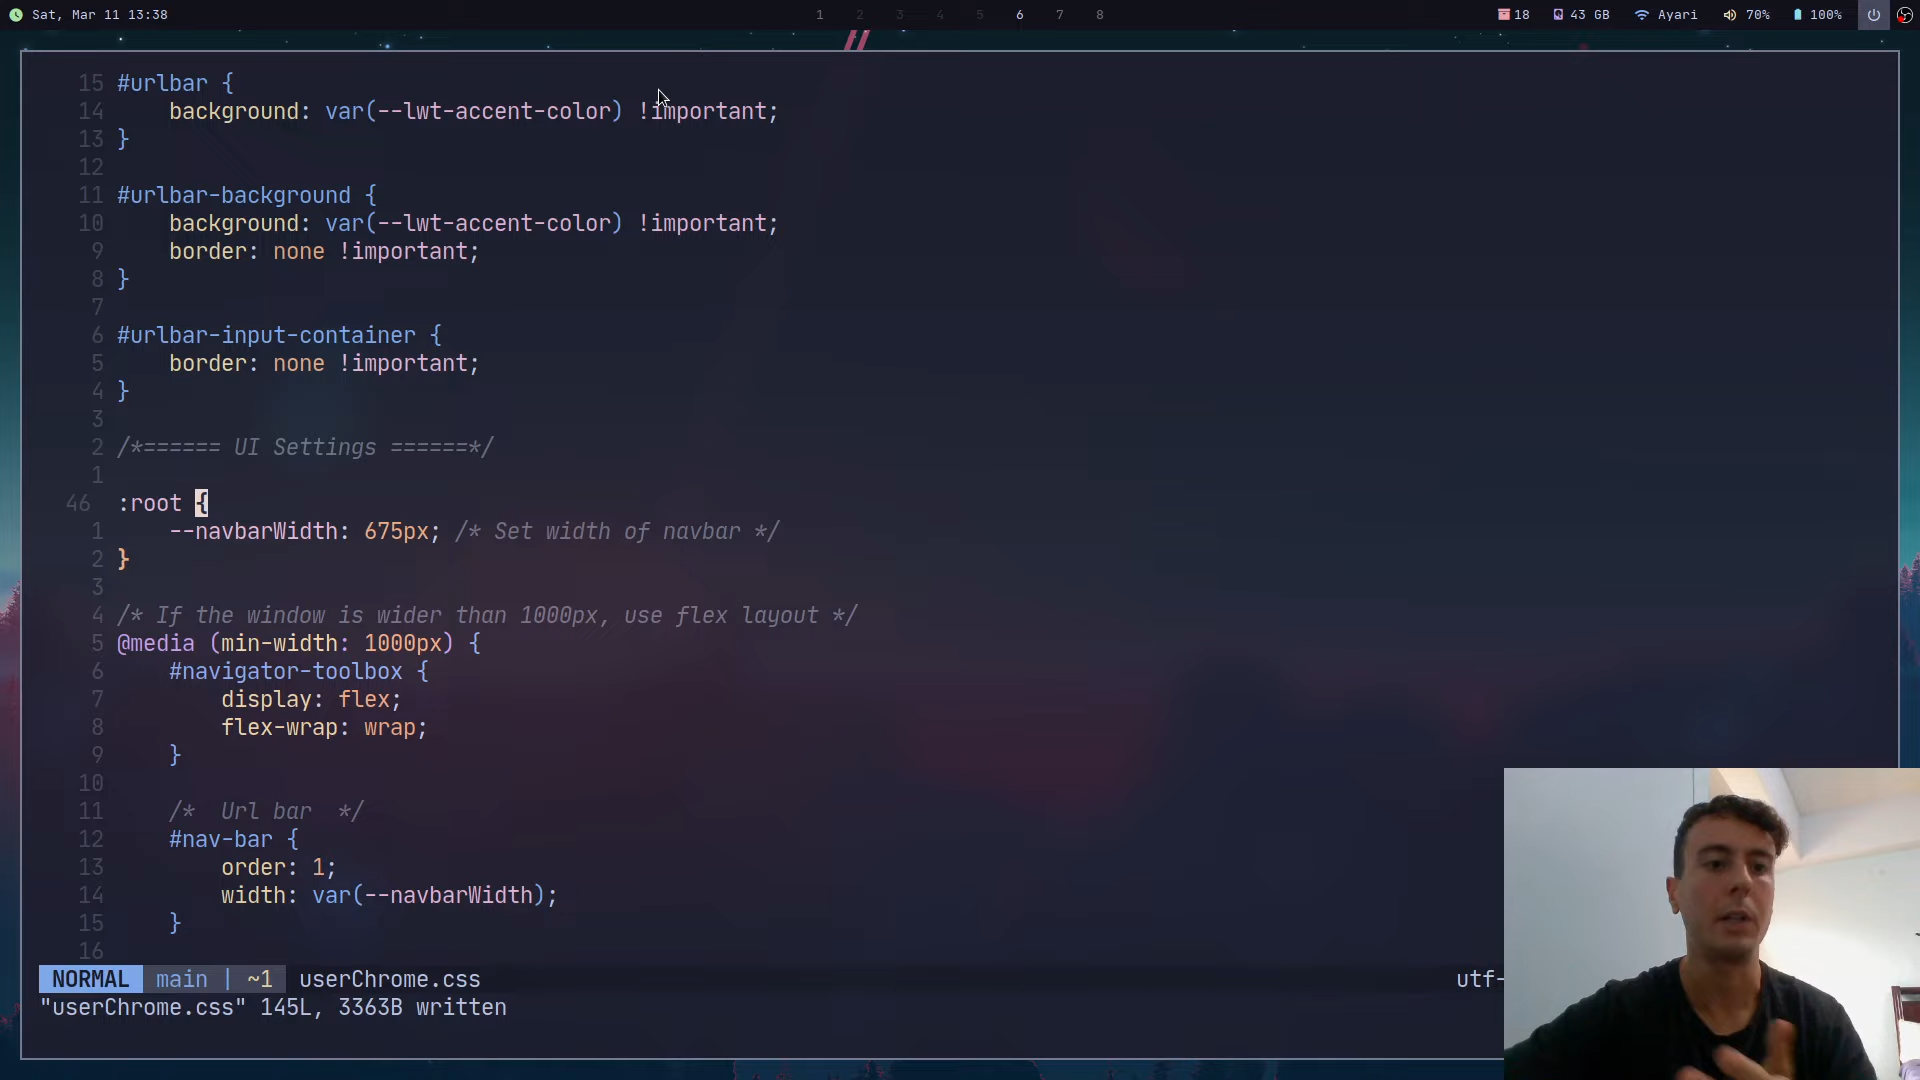 Sat, Mar 11 13:38
1 2 3 4 5 6 7 8
18 43 GB Ayari 70% 100%
15 #urlbar {
14 background: var(--lwt-accent-color) !important;
13 }
12
11 #urlbar-background {
10 background: var(--lwt-accent-color) !important;
9 border: none !important;
8 }
7
6 #urlbar-input-container {
5 border: none !important;
4 }
3
2 /*====== UI Settings ======*/
1
46 :root {
1 --navbarWidth: 675px; /* Set width of navbar */
2 }
3
4 /* If the window is wider than 1000px, use flex layout */
5 @media (min-width: 1000px) {
6 #navigator-toolbox {
7 display: flex;
8 flex-wrap: wrap;
9 }
10
11 /*  Url bar  */
12 #nav-bar {
13 order: 1;
14 width: var(--navbarWidth);
15 }
16
NORMAL main | ~1 userChrome.css utf-
"userChrome.css" 145L, 3363B written